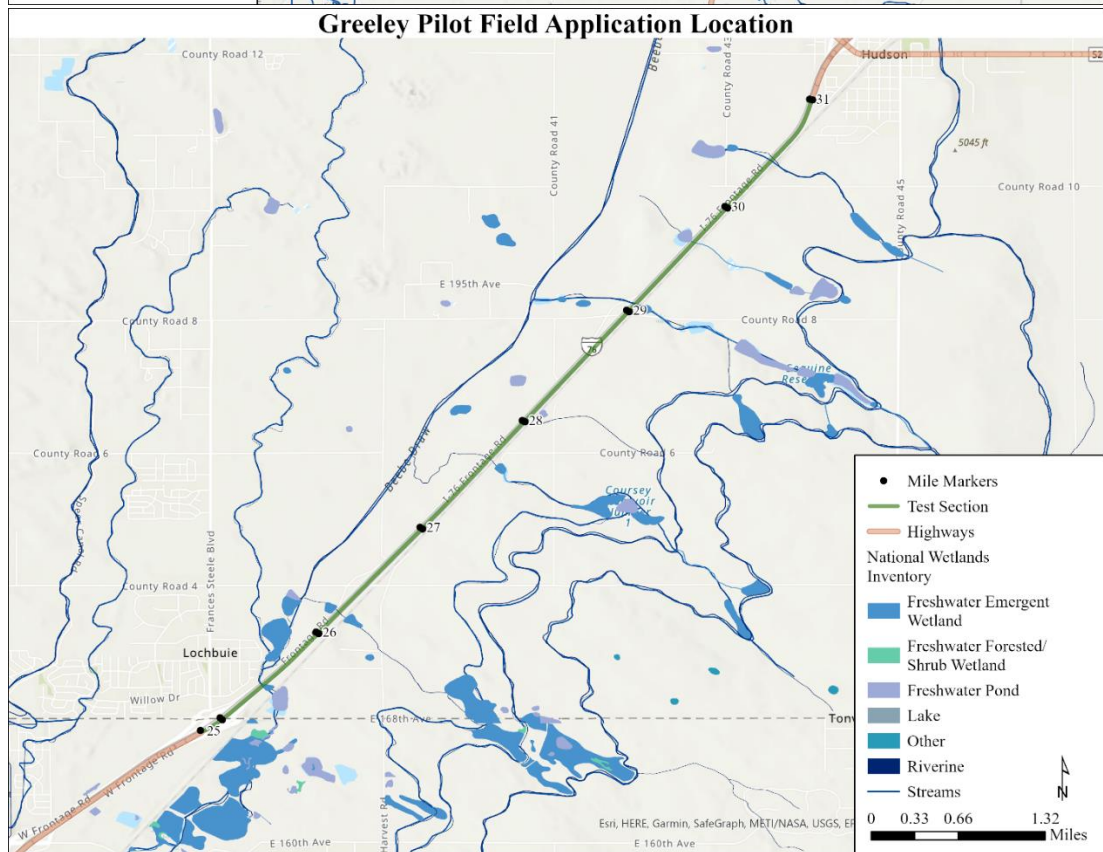 Greeley Pilot Field Application Location
County Road 12
County Road 43
Hudson
52
31
5045 ft
County Road 41
County Road 10
I-76 Frontage Rd
30
County Road 45
E 195th Ave
29
County Road 8
County Road 8
76
28
County Road 6
Beebe Draw
I-76 Frontage Rd
County Road 6
Coursey
1
27
County Road 4
Frances Steele Blvd
Frontage Rd
26
Lochbuie
Willow Dr
25
E 168th Ave
W Frontage Rd
W Frontage Rd
Harvest Rd
E 160th Ave
E 160th Ave
Esri, HERE, Garmin, SafeGraph, METI/NASA, USGS,
Mile Markers
Test Section
Highways
National Wetlands
Inventory
Freshwater Emergent
Wetland
Freshwater Forested/
Shrub Wetland
Freshwater Pond
Lake
Other
Riverine
Streams
N
0 0.33 0.66 1.32
Miles